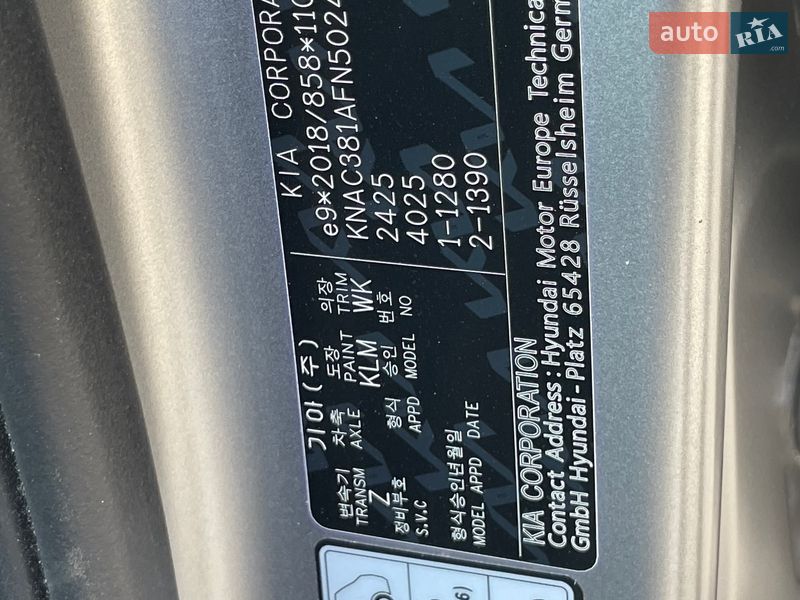 auto RIA.com
KIA CORPORA
e9*2018/858*110
KNAC381AFN5024
2425
4025
1-1280
2-1390
기아(주)
변속기 차축 도장 의장
TRANSM AXLE PAINT TRIM
Z KLM WK
정비부호 형식 승인 번호
S.V.C APPD MODEL NO
형식승인년월일
MODEL APPD DATE
KIA CORPORATION
Contact Address : Hyundai Motor Europe Technica
GmbH Hyundai-Platz 65428 Rüsselsheim Germ